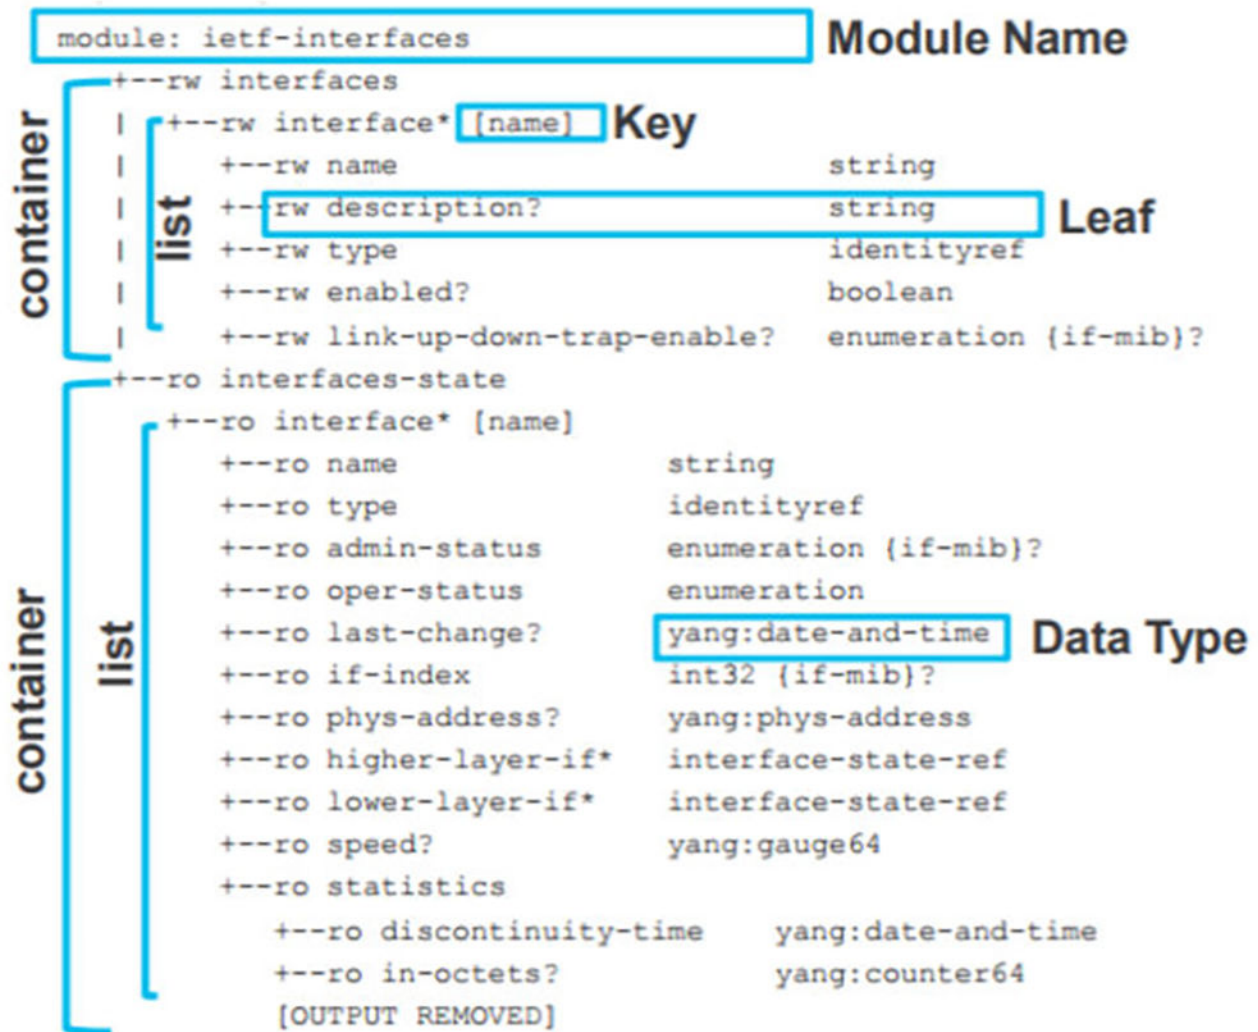 module: ietf-interfaces Module Name
+--rw interfaces
| +--rw interface* [name] Key
| +--rw name string
| +--rw description? string Leaf
| +--rw type identityref
| +--rw enabled? boolean
| +--rw link-up-down-trap-enable? enumeration {if-mib}?
container
list
+--ro interfaces-state
+--ro interface* [name]
+--ro name string
+--ro type identityref
+--ro admin-status enumeration {if-mib}?
+--ro oper-status enumeration
+--ro last-change? yang:date-and-time Data Type
+--ro if-index int32 {if-mib}?
+--ro phys-address? yang:phys-address
+--ro higher-layer-if* interface-state-ref
+--ro lower-layer-if* interface-state-ref
+--ro speed? yang:gauge64
+--ro statistics
+--ro discontinuity-time yang:date-and-time
+--ro in-octets? yang:counter64
[OUTPUT REMOVED]
container
list